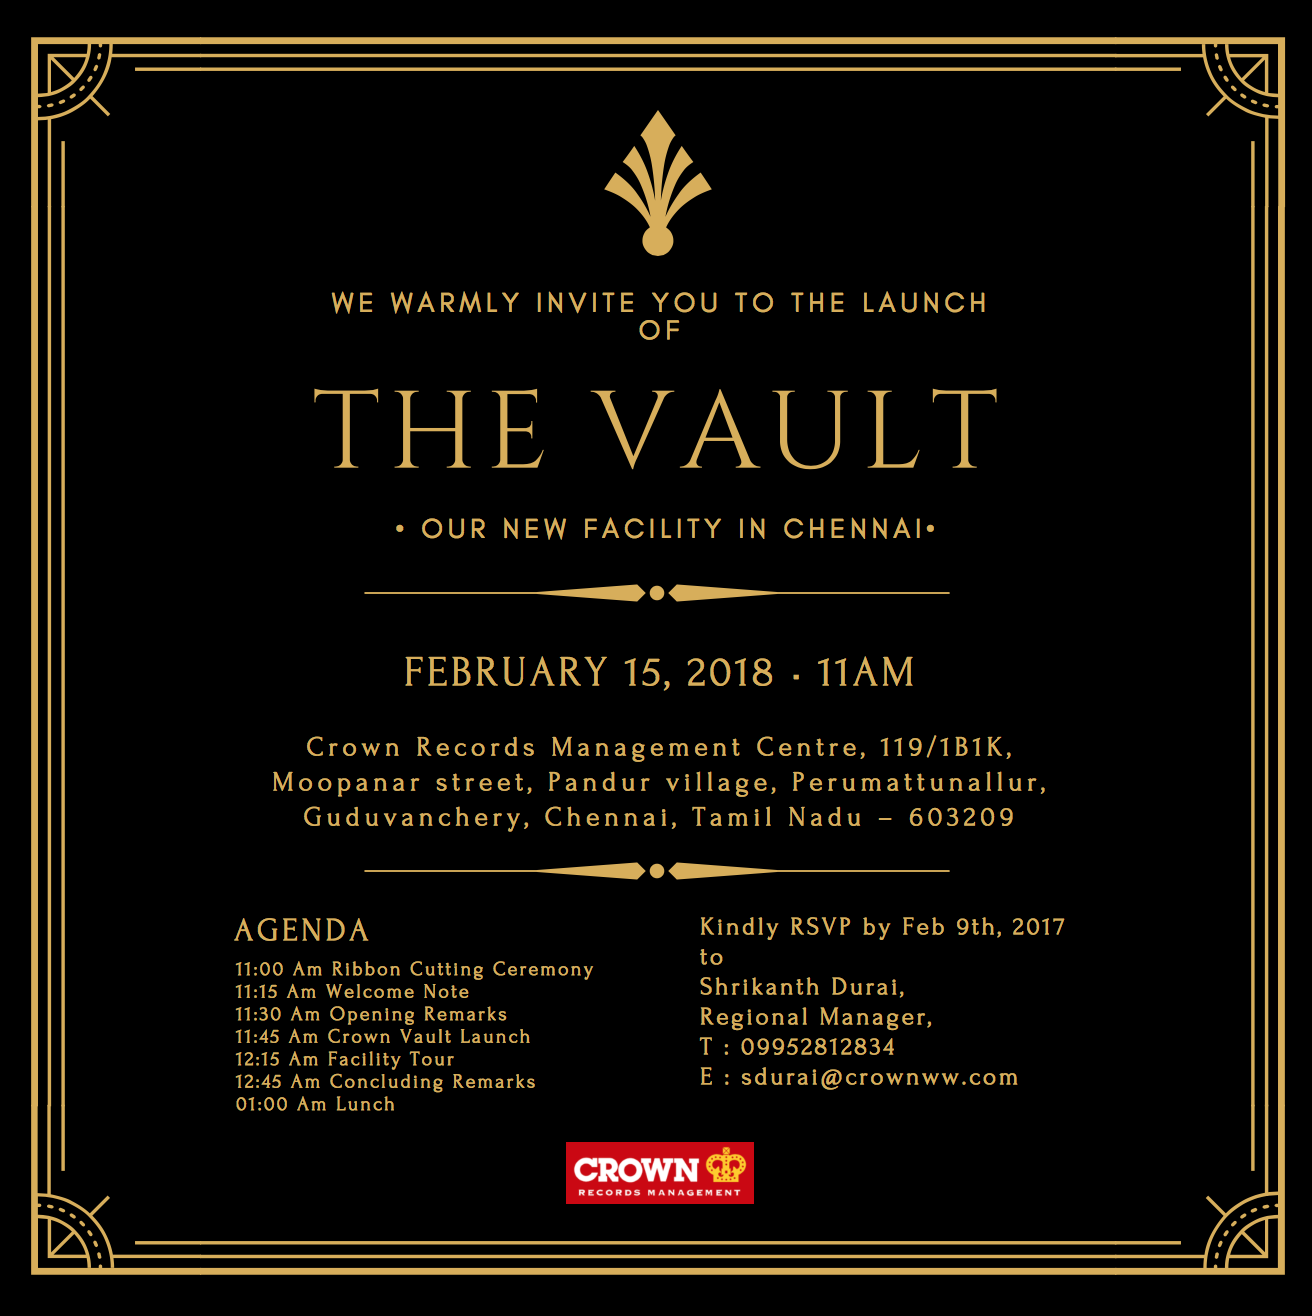 WE WARMLY INVITE YOU TO THE LAUNCH
OF
THE VAULT
• OUR NEW FACILITY IN CHENNAI•
FEBRUARY 15, 2018 · 11AM
Crown Records Management Centre, 119/1B1K,
Moopanar street, Pandur village, Perumattunallur,
Guduvanchery, Chennai, Tamil Nadu – 603209
AGENDA
11:00 Am Ribbon Cutting Ceremony
11:15 Am Welcome Note
11:30 Am Opening Remarks
11:45 Am Crown Vault Launch
12:15 Am Facility Tour
12:45 Am Concluding Remarks
01:00 Am Lunch
Kindly RSVP by Feb 9th, 2017
to
Shrikanth Durai,
Regional Manager,
T : 09952812834
E : sdurai@crownww.com
CROWN
RECORDS MANAGEMENT